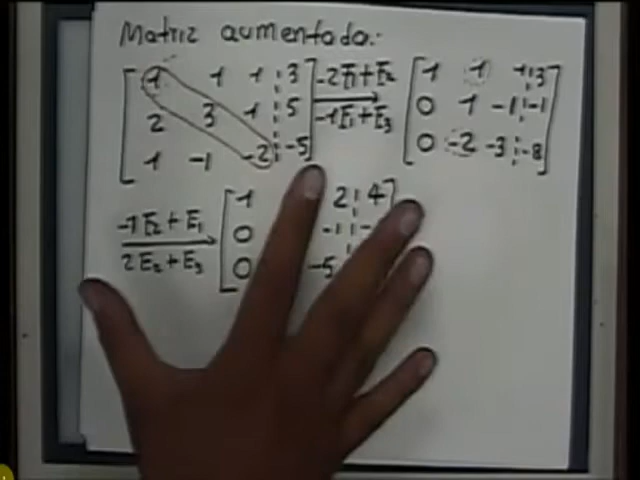 Matriz aumentada:
1 1 1 3 -2E1+E2 1 1 1 3
2 3 1 5 -1E1+E3 0 1 -1 -1
1 -1 -2 -5 0 -2 -3 -8
-1E2+E1 1 2 4
2E2+E3 0 -1
0 -5